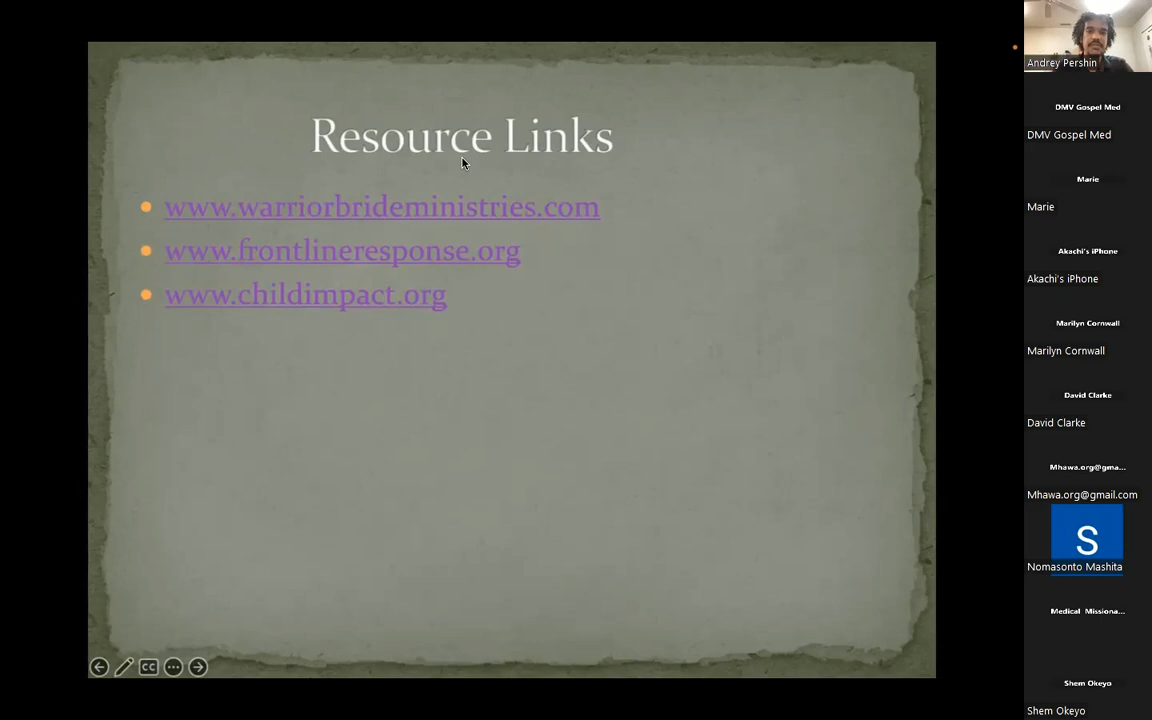 Resource Links
www.warriorbrideministries.com
www.frontlineresponse.org
www.childimpact.org
CC
Andrey Pershin
DMV Gospel Med
DMV Gospel Med
Marie
Marie
Akachi's iPhone
Akachi's iPhone
Marilyn Cornwall
Marilyn Cornwall
David Clarke
David Clarke
Mhawa.org@gma...
Mhawa.org@gmail.com
S
Nomasonto Mashita
Medical Missiona...
Shem Okeyo
Shem Okeyo